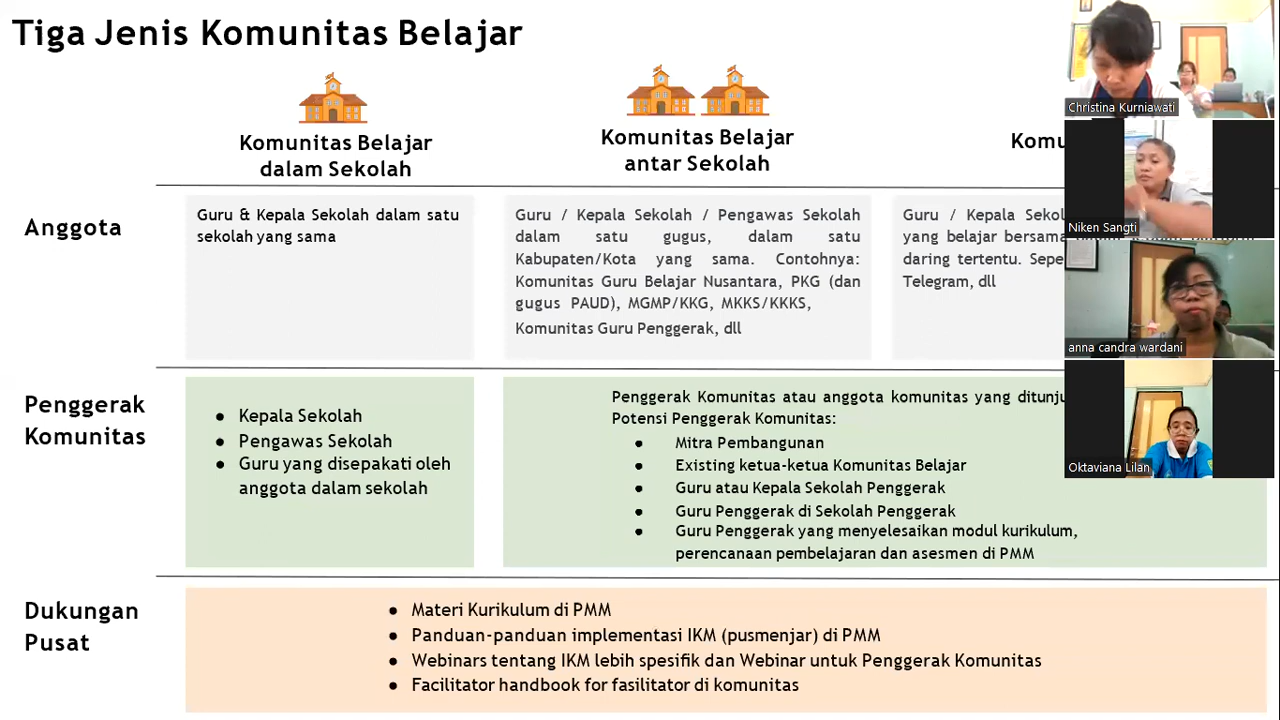 Tiga Jenis Komunitas Belajar
Komunitas Belajar
dalam Sekolah
Komunitas Belajar
antar Sekolah
Anggota
Guru & Kepala Sekolah dalam satu
sekolah yang sama
Guru / Kepala Sekolah / Pengawas Sekolah
dalam satu gugus, dalam satu
Kabupaten/Kota yang sama. Contohnya:
Komunitas Guru Belajar Nusantara, PKG (dan
gugus PAUD), MGMP/KKG, MKKS/KKKS,
Komunitas Guru Penggerak, dll
Guru / Kepala
yang belajar bersama
daring tertentu.
Telegram, dll
Penggerak
Komunitas
● Kepala Sekolah
● Pengawas Sekolah
● Guru yang disepakati oleh
anggota dalam sekolah
Penggerak Komunitas atau anggota komunitas yang
Potensi Penggerak Komunitas:
● Mitra Pembangunan
● Existing ketua-ketua Komunitas Belajar
● Guru atau Kepala Sekolah Penggerak
● Guru Penggerak di Sekolah Penggerak
● Guru Penggerak yang menyelesaikan modul kurikulum,
perencanaan pembelajaran dan asesmen di PMM
Dukungan
Pusat
● Materi Kurikulum di PMM
● Panduan-panduan implementasi IKM (pusmenjar) di PMM
● Webinars tentang IKM lebih spesifik dan Webinar untuk Penggerak Komunitas
● Facilitator handbook for fasilitator di komunitas
Christina Kurniawati
Niken Sangti
anna candra wardani
Oktaviana Lilan